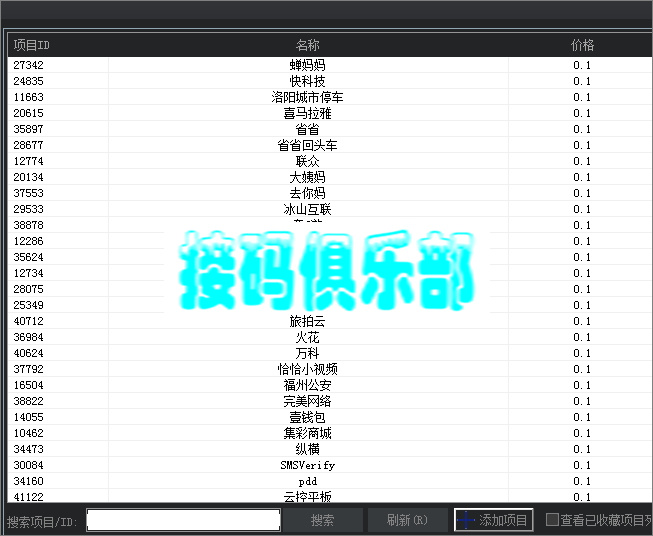 项目ID 名称 价格
27342 蝉妈妈 0.1
24835 快科技 0.1
11663 洛阳城市停车 0.1
20615 喜马拉雅 0.1
35897 省省 0.1
28677 省省回头车 0.1
12774 联众 0.1
20134 大姨妈 0.1
37553 去你妈 0.1
29533 冰山互联 0.1
38878 0.1
12286 0.1
35624 0.1
12734 0.1
28075 0.1
25349 0.1
接码俱乐部
40712 旅拍云 0.1
36984 火花 0.1
40624 万科 0.1
37792 恰恰小视频 0.1
16504 福州公安 0.1
38822 完美网络 0.1
14055 壹钱包 0.1
10462 集彩商城 0.1
34473 纵横 0.1
30084 SMSVerify 0.1
34160 pdd 0.1
41122 云控平板 0.1
搜索项目/ID: 搜索 刷新(R) 添加项目 查看已收藏项目